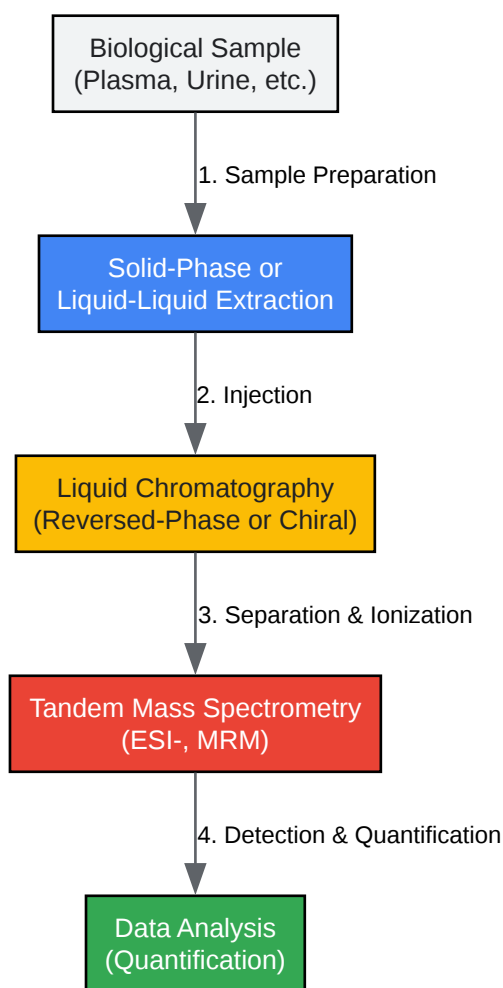 Biological Sample
(Plasma, Urine, etc.)
1. Sample Preparation
Solid-Phase or
Liquid-Liquid Extraction
2. Injection
Liquid Chromatography
(Reversed-Phase or Chiral)
3. Separation & Ionization
Tandem Mass Spectrometry
(ESI-, MRM)
4. Detection & Quantification
Data Analysis
(Quantification)